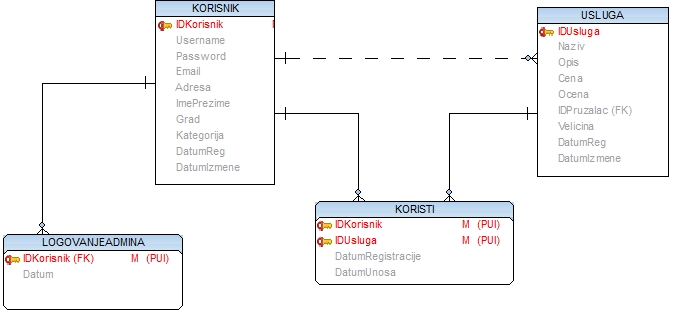 KORISNIK
IDKorisnik M
Username
Password
Email
Adresa
ImePrezime
Grad
Kategorija
DatumReg
DatumIzmene
USLUGA
IDUsluga
Naziv
Opis
Cena
Ocena
IDPruzalac (FK)
Velicina
DatumReg
DatumIzmene
KORISTI
IDKorisnik M (PUI)
IDUsluga M (PUI)
DatumRegistracije
DatumUnosa
LOGOVANJEADMINA
IDKorisnik (FK) M (PUI)
Datum